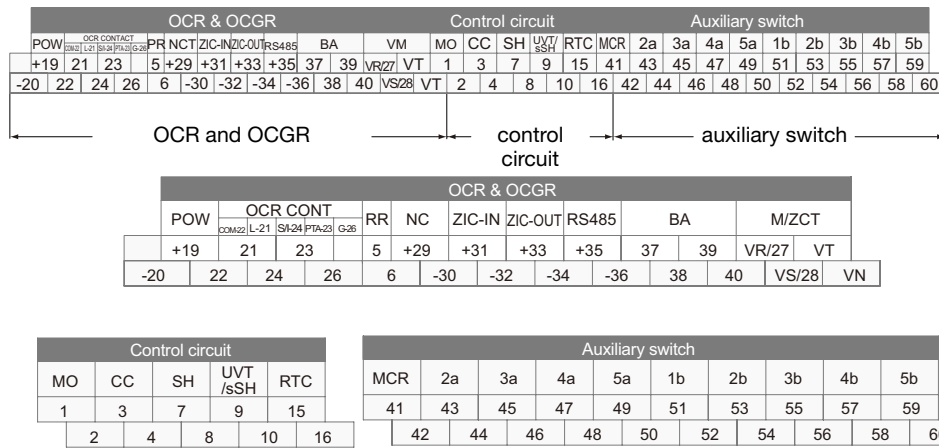 OCR & OCGR Control circuit Auxiliary switch
POW OCR CONTACT PR NCT ZIC-IN ZIC-OUT RS485 BA VM MO CC SH UVT/ sSH RTC MCR 2a 3a 4a 5a 1b 2b 3b 4b 5b
COM-22 L-21 S/I-24 PTA-23 G-26
+19 21 23 5 +29 +31 +33 +35 37 39 VR/27 VT 1 3 7 9 15 41 43 45 47 49 51 53 55 57 59
-20 22 24 26 6 -30 -32 -34 -36 38 40 VS/28 VT 2 4 8 10 16 42 44 46 48 50 52 54 56 58 60
OCR and OCGR control auxiliary switch
circuit
OCR & OCGR
POW OCR CONT RR NC ZIC-IN ZIC-OUT RS485 BA M/ZCT
COM-22 L-21 S/I-24 PTA-23 G-26
+19 21 23 5 +29 +31 +33 +35 37 39 VR/27 VT
-20 22 24 26 6 -30 -32 -34 -36 38 40 VS/28 VN
Control circuit
MO CC SH UVT /sSH RTC
1 3 7 9 15
2 4 8 10 16
Auxiliary switch
MCR 2a 3a 4a 5a 1b 2b 3b 4b 5b
41 43 45 47 49 51 53 55 57 59
42 44 46 48 50 52 54 56 58 6